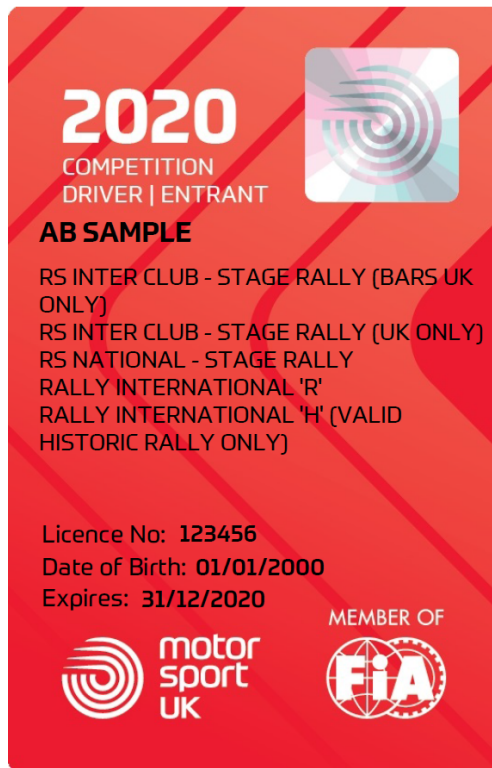 2020
COMPETITION
DRIVER | ENTRANT
AB SAMPLE
RS INTER CLUB - STAGE RALLY (BARS UK
ONLY)
RS INTER CLUB - STAGE RALLY (UK ONLY)
RS NATIONAL - STAGE RALLY
RALLY INTERNATIONAL 'R'
RALLY INTERNATIONAL 'H' (VALID
HISTORIC RALLY ONLY)
Licence No: 123456
Date of Birth: 01/01/2000
Expires: 31/12/2020
MEMBER OF
FiA
motor
sport
UK